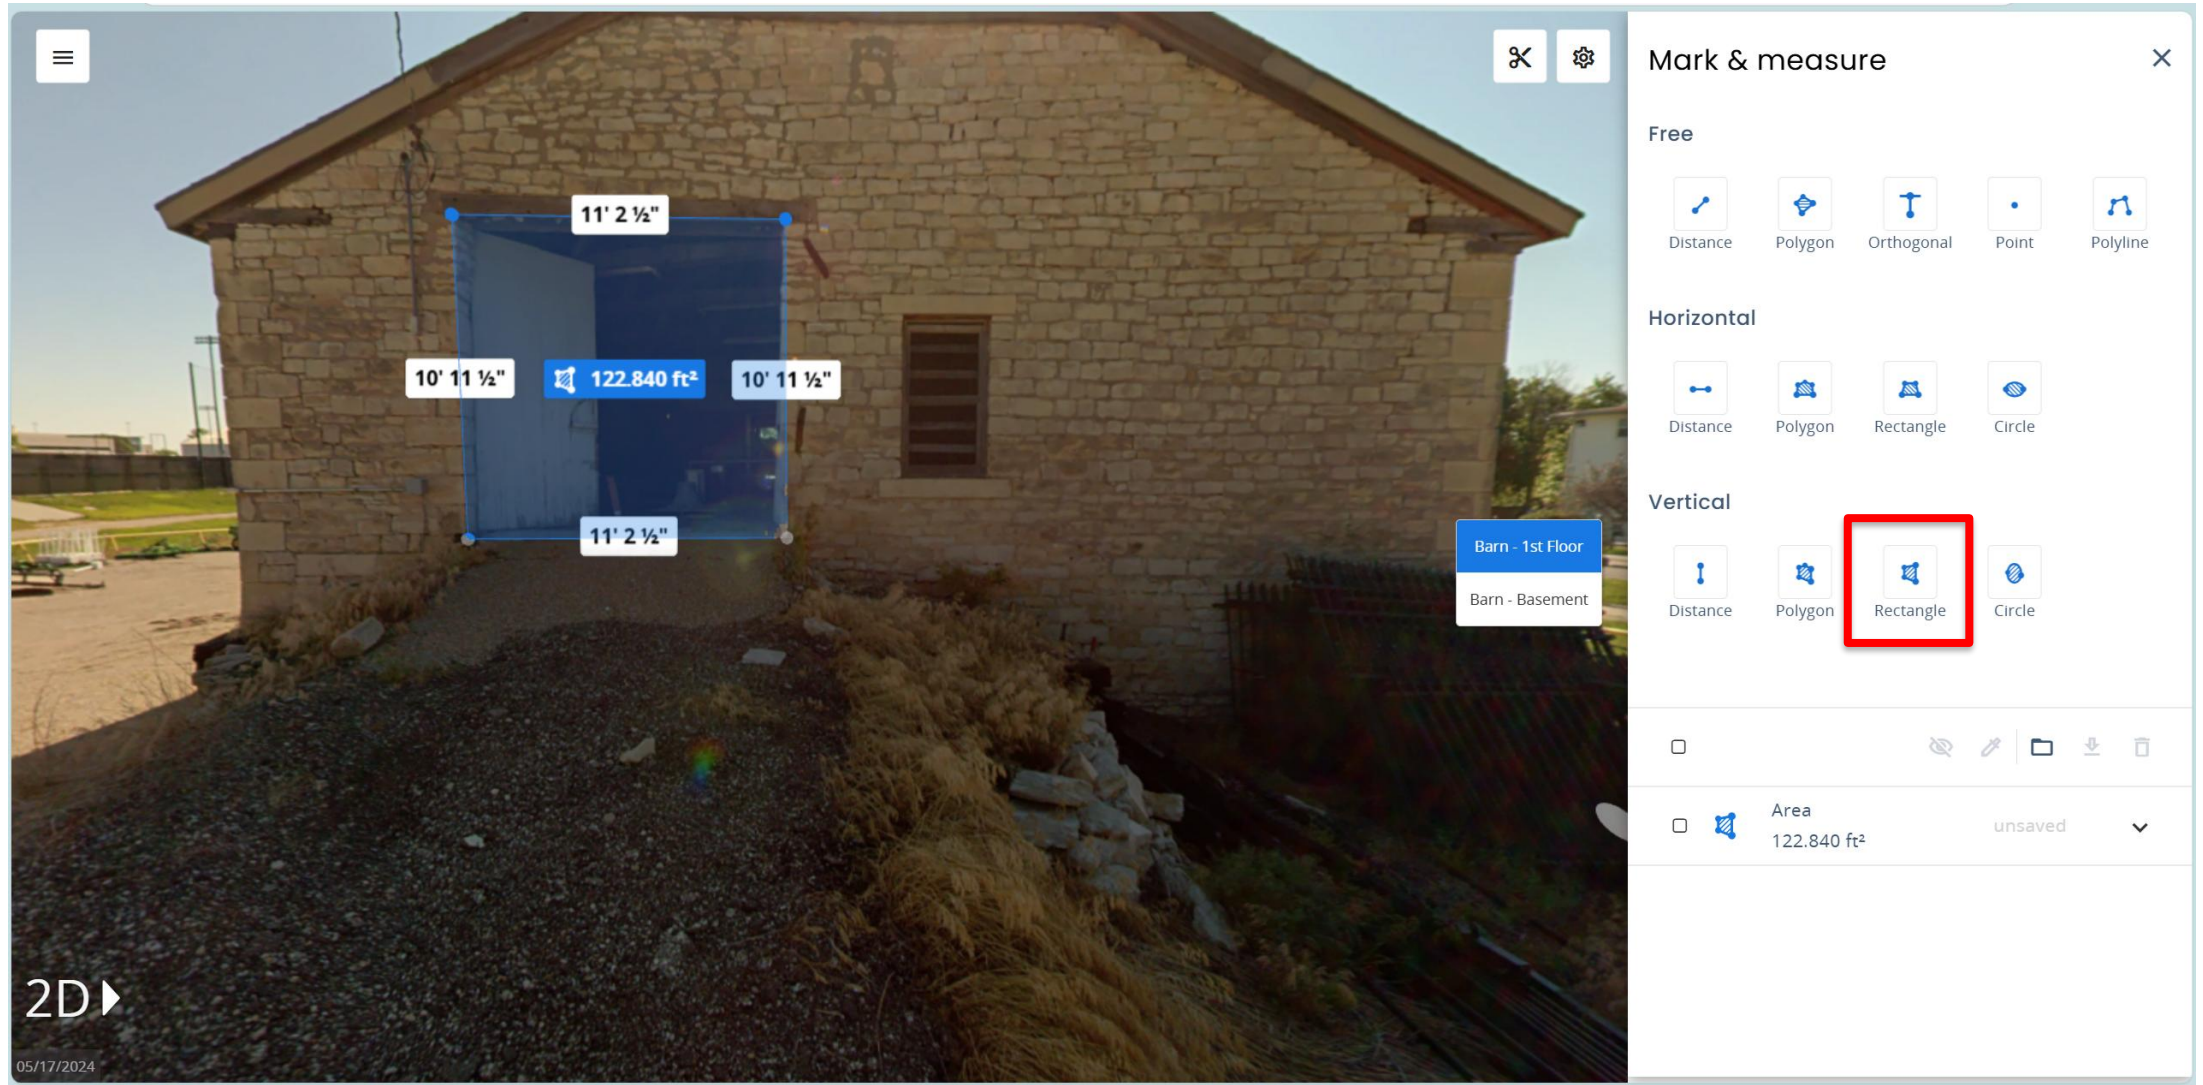 Mark & measure
Free
Distance
Polygon
Orthogonal
Point
Polyline
Horizontal
Distance
Polygon
Rectangle
Circle
Vertical
Distance
Polygon
Rectangle
Circle
Area
122.840 ft²
unsaved
11' 2 ½"
10' 11 ½"
122.840 ft²
10' 11 ½"
11' 2 ½"
Barn - 1st Floor
Barn - Basement
2D
05/17/2024